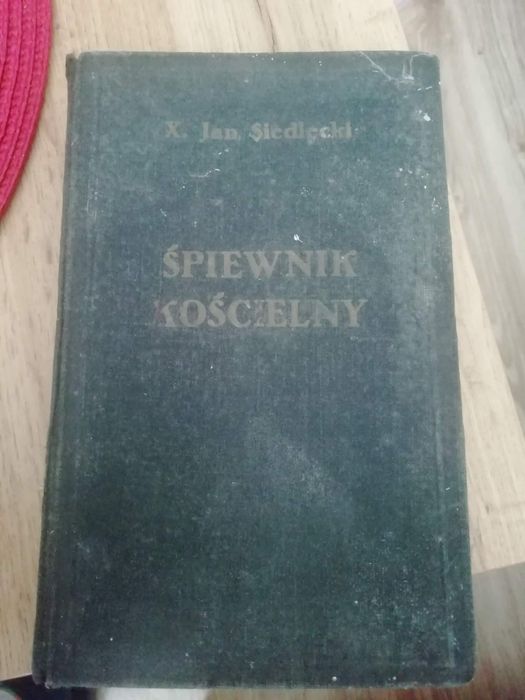 X. Jan Siedlecki
ŚPIEWNIK
KOŚCIELNY